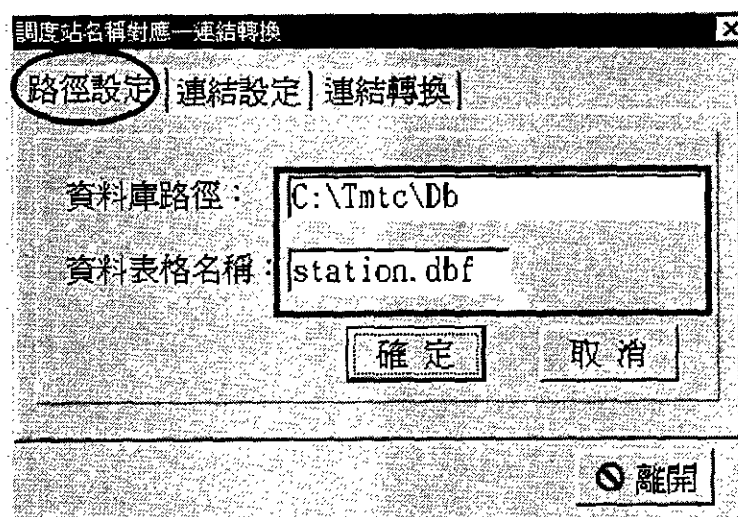 調度站名稱對應—連結轉換
路徑設定 連結設定 連結轉換
資料庫路徑： C:\Tmtc\Db
資料表格名稱： station.dbf
確定 取消
離開